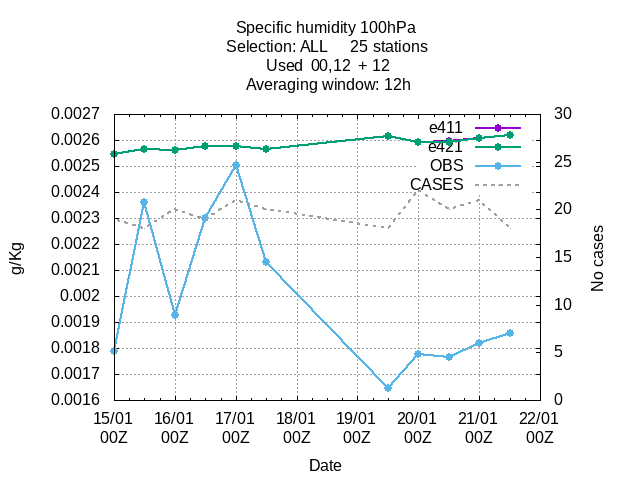 Specific humidity 100hPa
Selection: ALL 25 stations
Used 00,12 + 12
Averaging window: 12h
0.0027
0.0026
0.0025
0.0024
0.0023
0.0022
0.0021
0.002
0.0019
0.0018
0.0017
0.0016
g/Kg
30
25
20
15
10
5
0
No cases
e411
e421
OBS
CASES
15/01 16/01 17/01 18/01 19/01 20/01 21/01 22/01
00Z 00Z 00Z 00Z 00Z 00Z 00Z 00Z
Date